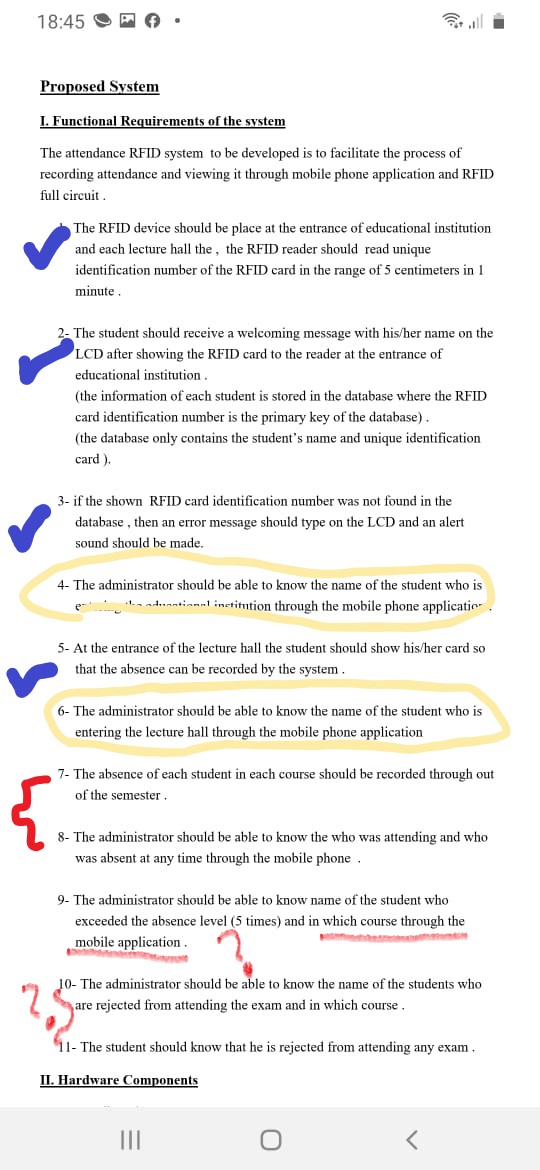 18:45
Proposed System
I. Functional Requirements of the system
The attendance RFID system to be developed is to facilitate the process of
recording attendance and viewing it through mobile phone application and RFID
full circuit .
The RFID device should be place at the entrance of educational institution
and each lecture hall the , the RFID reader should read unique
identification number of the RFID card in the range of 5 centimeters in 1
minute .
2- The student should receive a welcoming message with his/her name on the
LCD after showing the RFID card to the reader at the entrance of
educational institution .
(the information of each student is stored in the database where the RFID
card identification number is the primary key of the database) .
(the database only contains the student’s name and unique identification
card ).
3- if the shown RFID card identification number was not found in the
database , then an error message should type on the LCD and an alert
sound should be made.
4- The administrator should be able to know the name of the student who is
institution through the mobile phone application .
5- At the entrance of the lecture hall the student should show his/her card so
that the absence can be recorded by the system .
6- The administrator should be able to know the name of the student who is
entering the lecture hall through the mobile phone application
7- The absence of each student in each course should be recorded through out
of the semester .
8- The administrator should be able to know the who was attending and who
was absent at any time through the mobile phone .
9- The administrator should be able to know name of the student who
exceeded the absence level (5 times) and in which course through the
mobile application .
?
10- The administrator should be able to know the name of the students who
are rejected from attending the exam and in which course .
?
11- The student should know that he is rejected from attending any exam .
II. Hardware Components